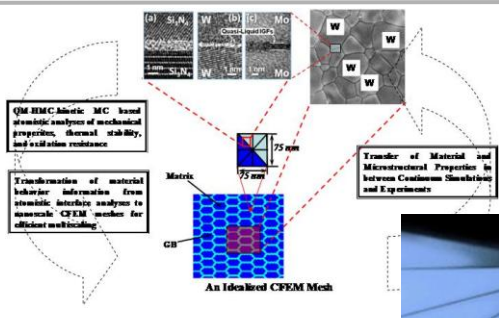 (a) Si3N4
W (b)
(c) Mo
Quasi-Liquid IGFs
1 nm
Si3N4
1 nm
W
1 nm
Mo
W
W
W
W
QM-HMC-kinetic MC based
atomistic analyses of mechanical
properties, thermal stability,
and oxidation resistance
75 nm
75 nm
Transformation of material
behavior information from
atomistic interface analyses to
nanoscale CFEM meshes for
efficient multiscaling
Transfer of Material and
Microstructural Properties in
between Continuum Simulations
and Experiments
Matrix
GB
An Idealized CFEM Mesh